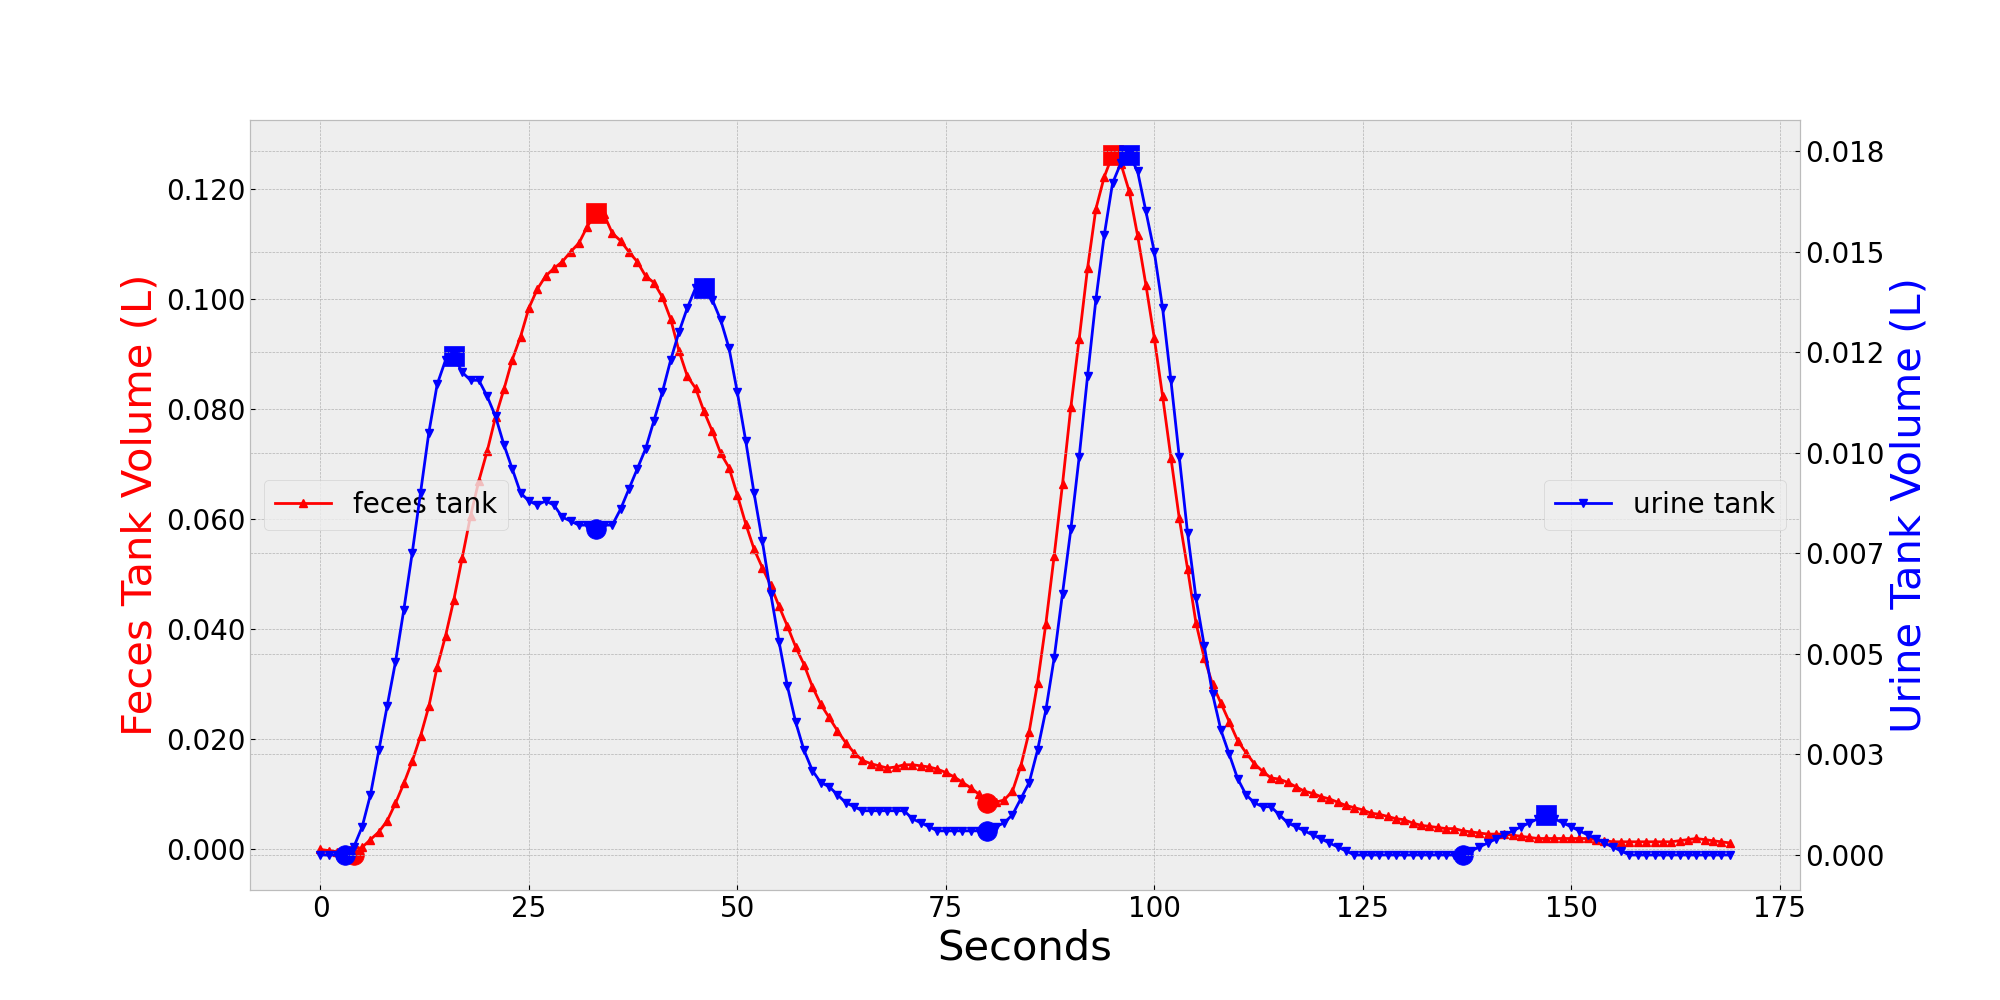 Feces Tank Volume (L)
0.120
0.100
0.080
0.060
0.040
0.020
0.000
feces tank
urine tank
0.018
0.015
0.012
0.010
0.007
0.005
0.003
0.000
Urine Tank Volume (L)
0 25 50 75 100 125 150 175
Seconds